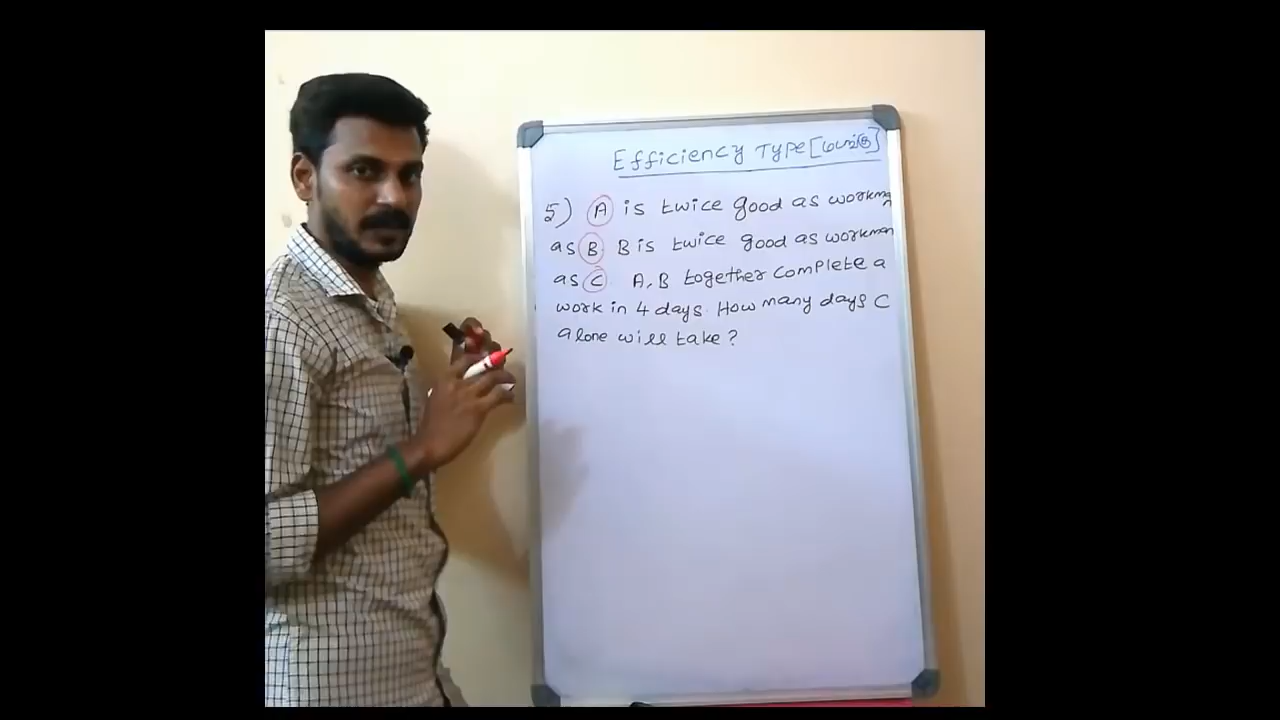 Efficiency Type [மடங்கு]
5) A is twice good as workman
as B. B is twice good as workman
as C. A, B together complete a
work in 4 days. How many days C
alone will take?